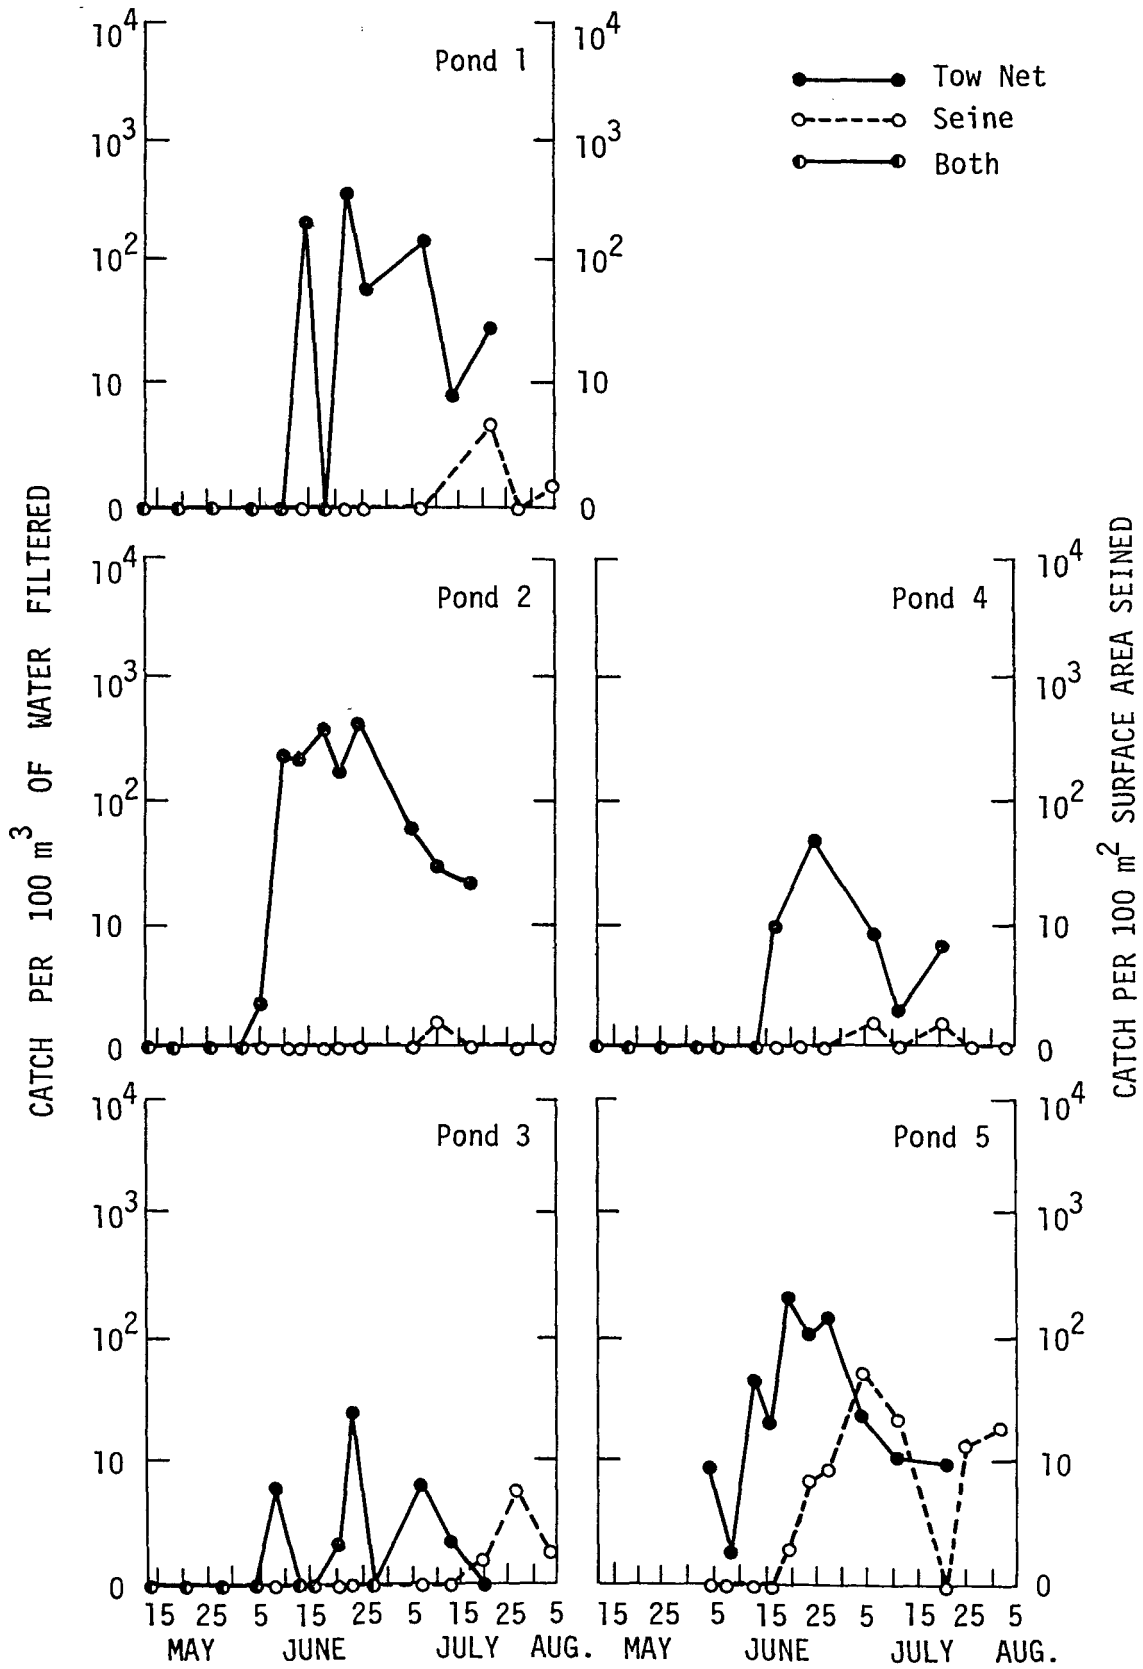 Pond 1
Tow Net
Seine
Both
10^4
10^3
10^2
10
0
10^4
10^3
10^2
10
0
CATCH PER 100 m^3 OF WATER FILTERED
CATCH PER 100 m^2 SURFACE AREA SEINED
Pond 2
10^4
10^3
10^2
10
0
Pond 4
10^4
10^3
10^2
10
0
Pond 3
10^4
10^3
10^2
10
0
Pond 5
10^4
10^3
10^2
10
0
15 25 5 15 25 5 15 25 5
MAY JUNE JULY AUG.
15 25 5 15 25 5 15 25 5
MAY JUNE JULY AUG.